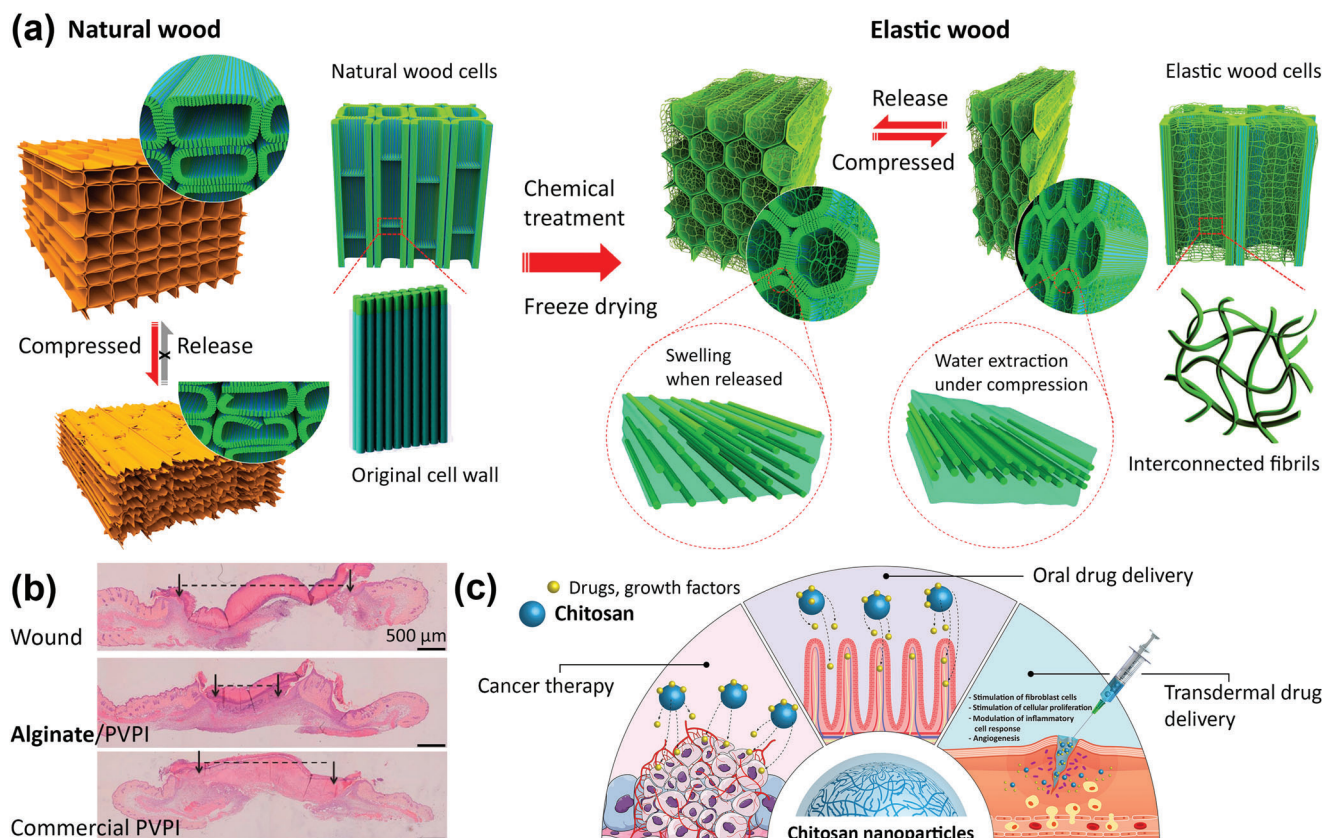 (a) Natural wood
Elastic wood
Natural wood cells
Elastic wood cells
Release
Compressed
Chemical
treatment
Freeze drying
Compressed
x
Release
Swelling
when released
Water extraction
under compression
Original cell wall
Interconnected fibrils
(b)
Wound
500 µm
Alginate/PVPI
Commercial PVPI
(c)
Drugs, growth factors
Chitosan
Oral drug delivery
Cancer therapy
Transdermal drug
delivery
- Stimulation of fibroblast cells
- Stimulation of cellular proliferation
- Modulation of inflammatory
cell response
- Angiogenesis
Chitosan nanoparticles